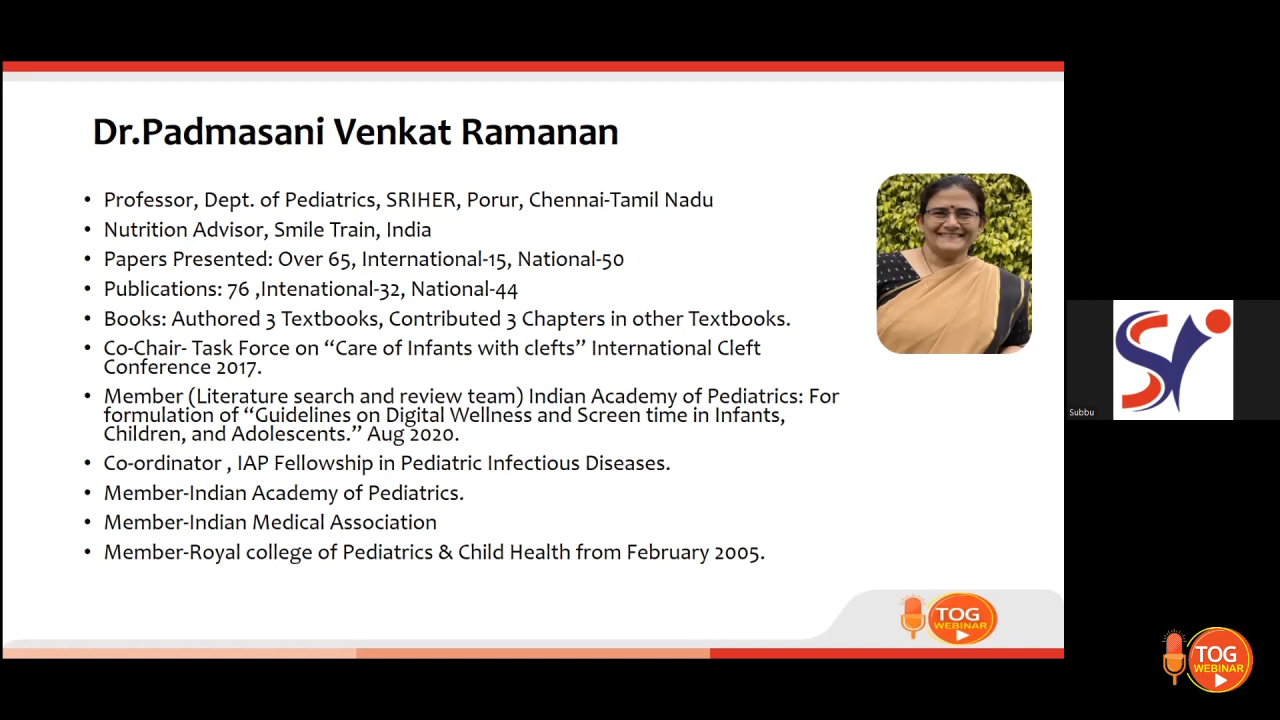 Dr.Padmasani Venkat Ramanan
• Professor, Dept. of Pediatrics, SRIHER, Porur, Chennai-Tamil Nadu
• Nutrition Advisor, Smile Train, India
• Papers Presented: Over 65, International-15, National-50
• Publications: 76 ,Intenational-32, National-44
• Books: Authored 3 Textbooks, Contributed 3 Chapters in other Textbooks.
• Co-Chair- Task Force on “Care of Infants with clefts” International Cleft
Conference 2017.
• Member (Literature search and review team) Indian Academy of Pediatrics: For
formulation of “Guidelines on Digital Wellness and Screen time in Infants,
Children, and Adolescents.” Aug 2020.
• Co-ordinator , IAP Fellowship in Pediatric Infectious Diseases.
• Member-Indian Academy of Pediatrics.
• Member-Indian Medical Association
• Member-Royal college of Pediatrics & Child Health from February 2005.
TOG
WEBINAR
Subbu
TOG
WEBINAR